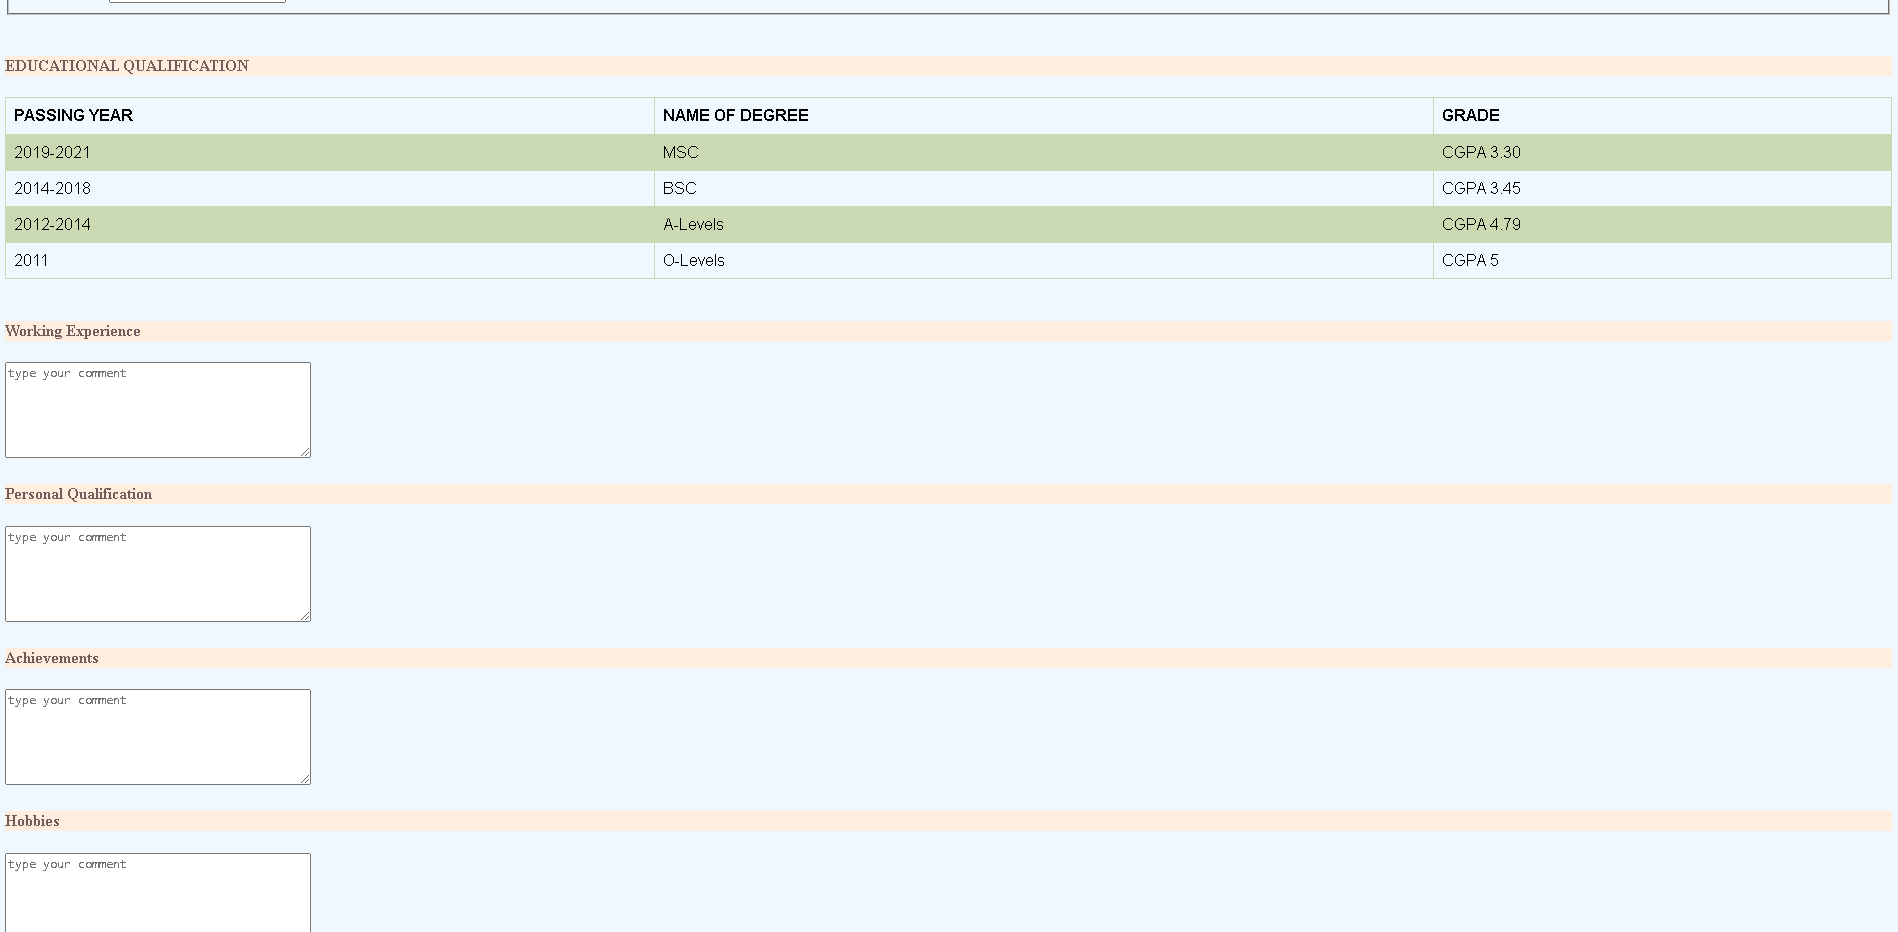 EDUCATIONAL QUALIFICATION
PASSING YEAR NAME OF DEGREE GRADE
2019-2021 MSC CGPA 3.30
2014-2018 BSC CGPA 3.45
2012-2014 A-Levels CGPA 4.79
2011 O-Levels CGPA 5
Working Experience
type your comment
Personal Qualification
type your comment
Achievements
type your comment
Hobbies
type your comment